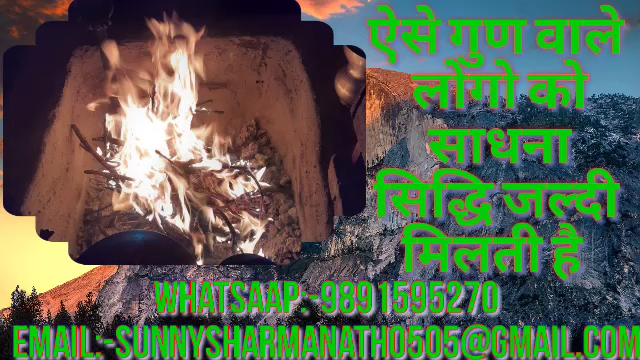 ऐसे गुण वाले
लोगो को
साधना
सिद्धि जल्दी
मिलती है
WHATSAAP:-9891595270
EMAIL:-SUNNYSHARMANATH0505@GMAIL.COM